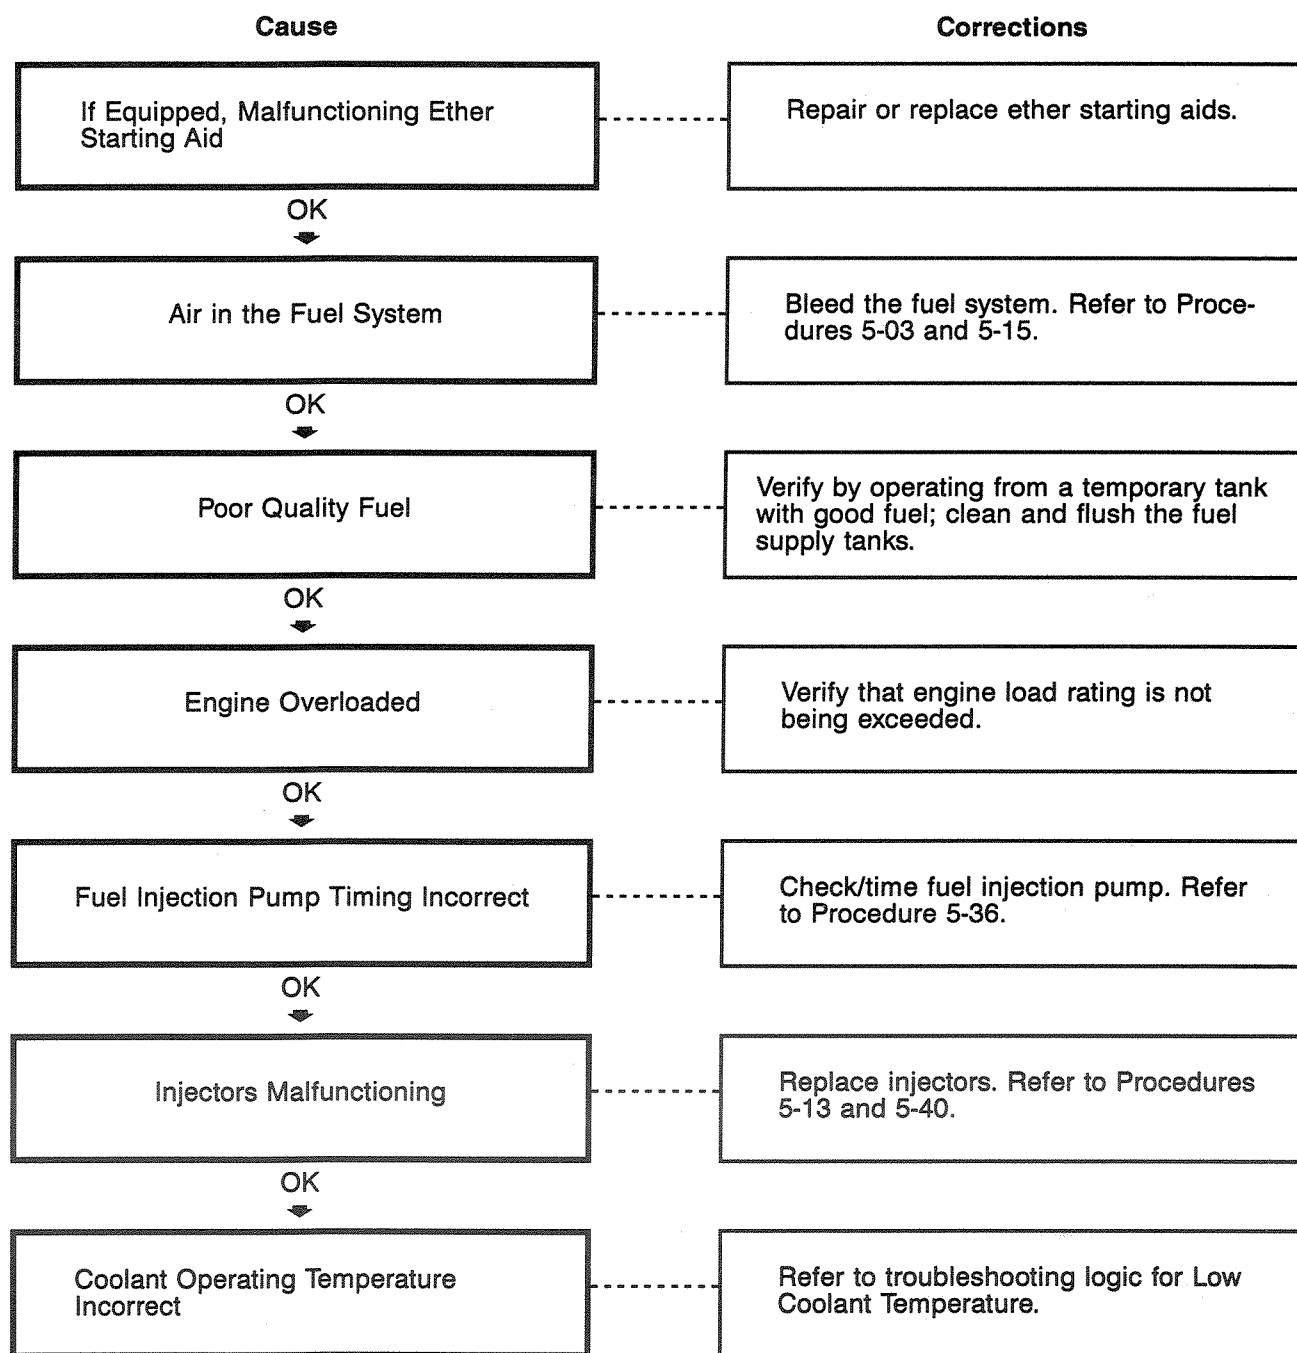 Cause
Corrections
If Equipped, Malfunctioning Ether
Starting Aid
Repair or replace ether starting aids.
OK
Air in the Fuel System
Bleed the fuel system. Refer to Proce-
dures 5-03 and 5-15.
OK
Poor Quality Fuel
Verify by operating from a temporary tank
with good fuel; clean and flush the fuel
supply tanks.
OK
Engine Overloaded
Verify that engine load rating is not
being exceeded.
OK
Fuel Injection Pump Timing Incorrect
Check/time fuel injection pump. Refer
to Procedure 5-36.
OK
Injectors Malfunctioning
Replace injectors. Refer to Procedures
5-13 and 5-40.
OK
Coolant Operating Temperature
Incorrect
Refer to troubleshooting logic for Low
Coolant Temperature.